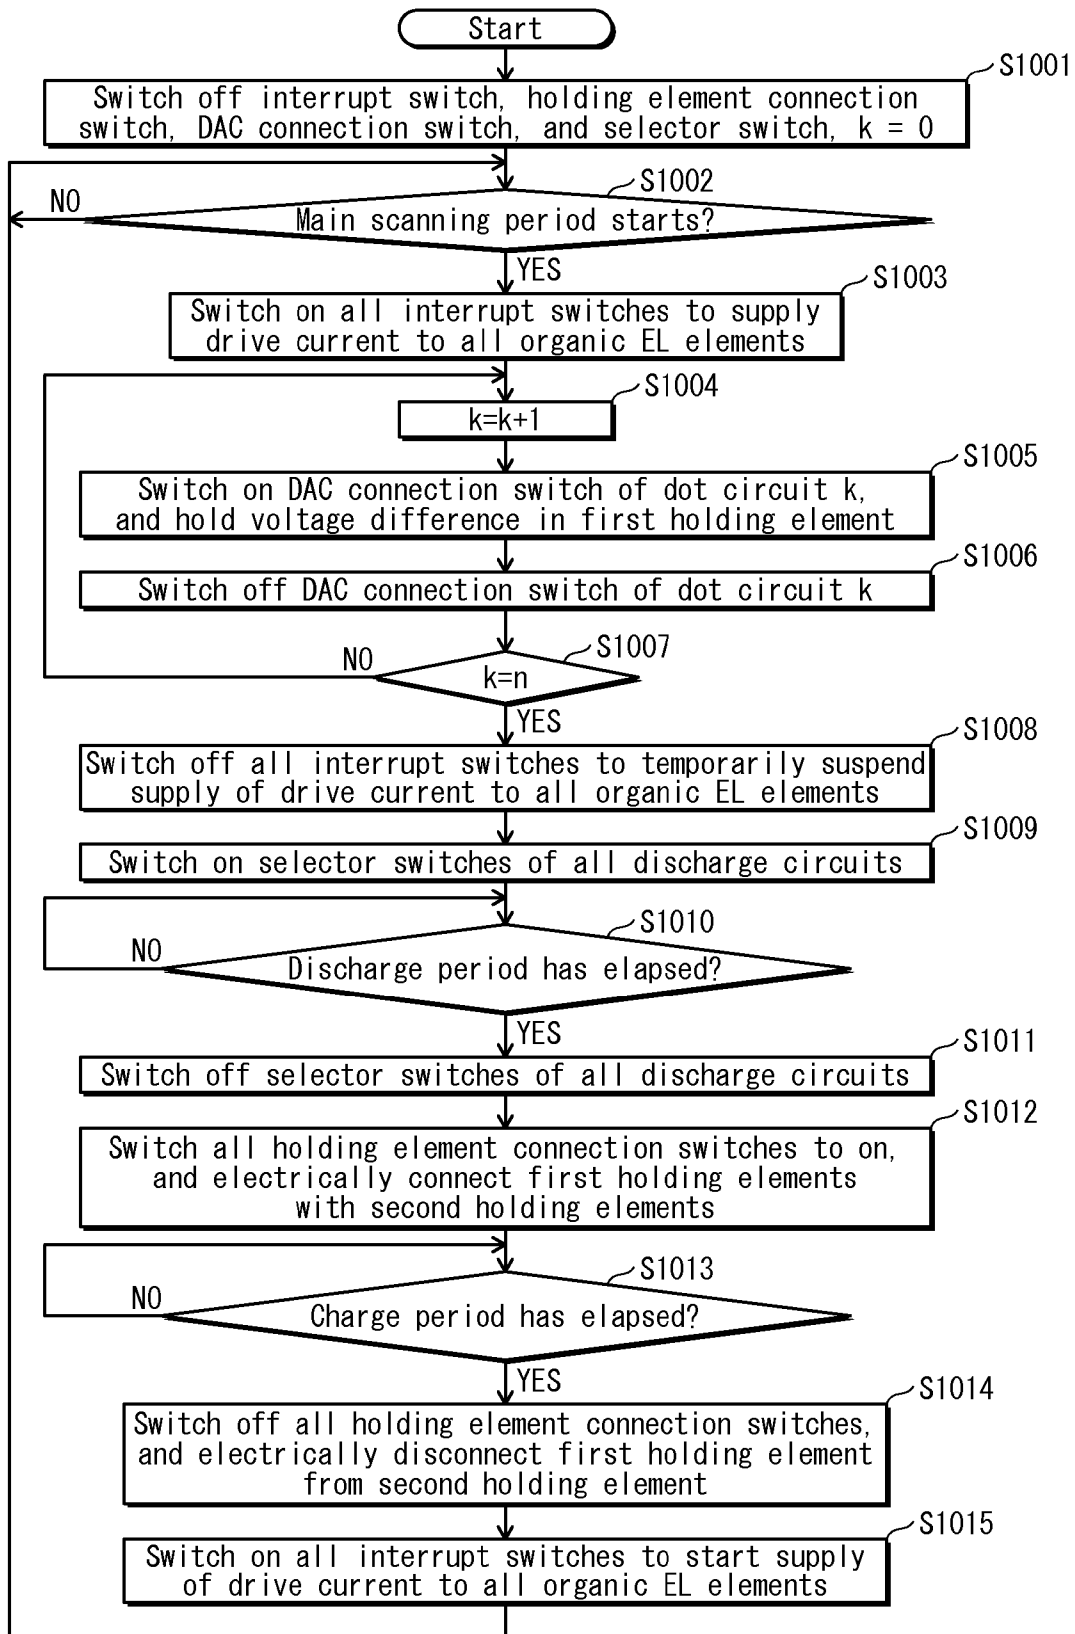 Start
S1001
Switch off interrupt switch, holding element connection
switch, DAC connection switch, and selector switch, k = 0
S1002
NO
Main scanning period starts?
YES
S1003
Switch on all interrupt switches to supply
drive current to all organic EL elements
S1004
k=k+1
S1005
Switch on DAC connection switch of dot circuit k,
and hold voltage difference in first holding element
S1006
Switch off DAC connection switch of dot circuit k
S1007
NO
k=n
YES
S1008
Switch off all interrupt switches to temporarily suspend
supply of drive current to all organic EL elements
S1009
Switch on selector switches of all discharge circuits
S1010
NO
Discharge period has elapsed?
YES
S1011
Switch off selector switches of all discharge circuits
S1012
Switch all holding element connection switches to on,
and electrically connect first holding elements
with second holding elements
S1013
NO
Charge period has elapsed?
YES
S1014
Switch off all holding element connection switches,
and electrically disconnect first holding element
from second holding element
S1015
Switch on all interrupt switches to start supply
of drive current to all organic EL elements